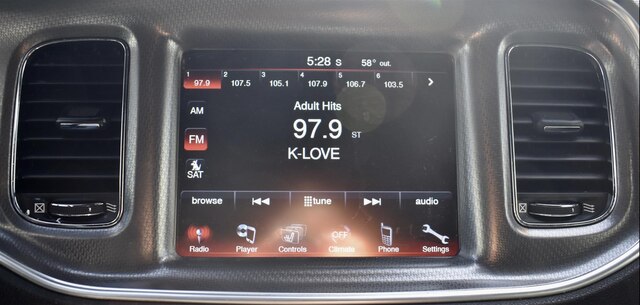 5:28 S 58° out.
1 2 3 4 5 6
97.9 107.5 105.1 107.9 106.7 103.5 >
AM
Adult Hits
FM
97.9 ST
K-LOVE
SAT
browse tune audio
Radio Player Controls OFF Climate Phone Settings